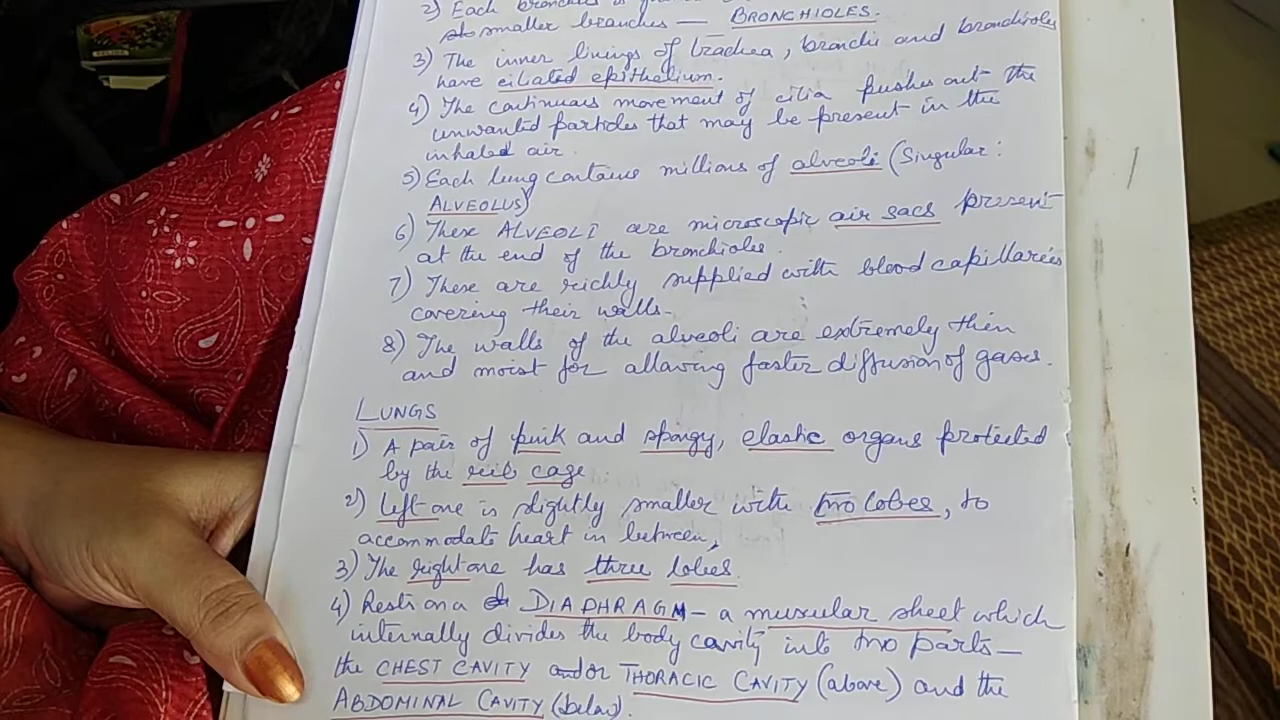 2) Each bronchus is
smaller branches — BRONCHIOLES.
3) The inner linings of trachea, bronchi and bronchioles
have ciliated epithelium.
4) The continuous movement of cilia pushes out the
unwanted particles that may be present in the
inhaled air.
5) Each lung contains millions of alveoli (Singular:
ALVEOLUS)
6) These ALVEOLI are microscopic air sacs present
at the end of the bronchioles.
7) These are richly supplied with blood capillaries
covering their walls.
8) The walls of the alveoli are extremely thin
and moist for allowing faster diffusion of gases.
LUNGS
1) A pair of pink and spongy, elastic organs protected
by the rib cage.
2) Left one is slightly smaller with two lobes, to
accommodate heart in between,
3) The right one has three lobes.
4) Rests on a DIAPHRAGM – a muscular sheet which
internally divides the body cavity into two parts —
the CHEST CAVITY or THORACIC CAVITY (above) and the
ABDOMINAL CAVITY (below).